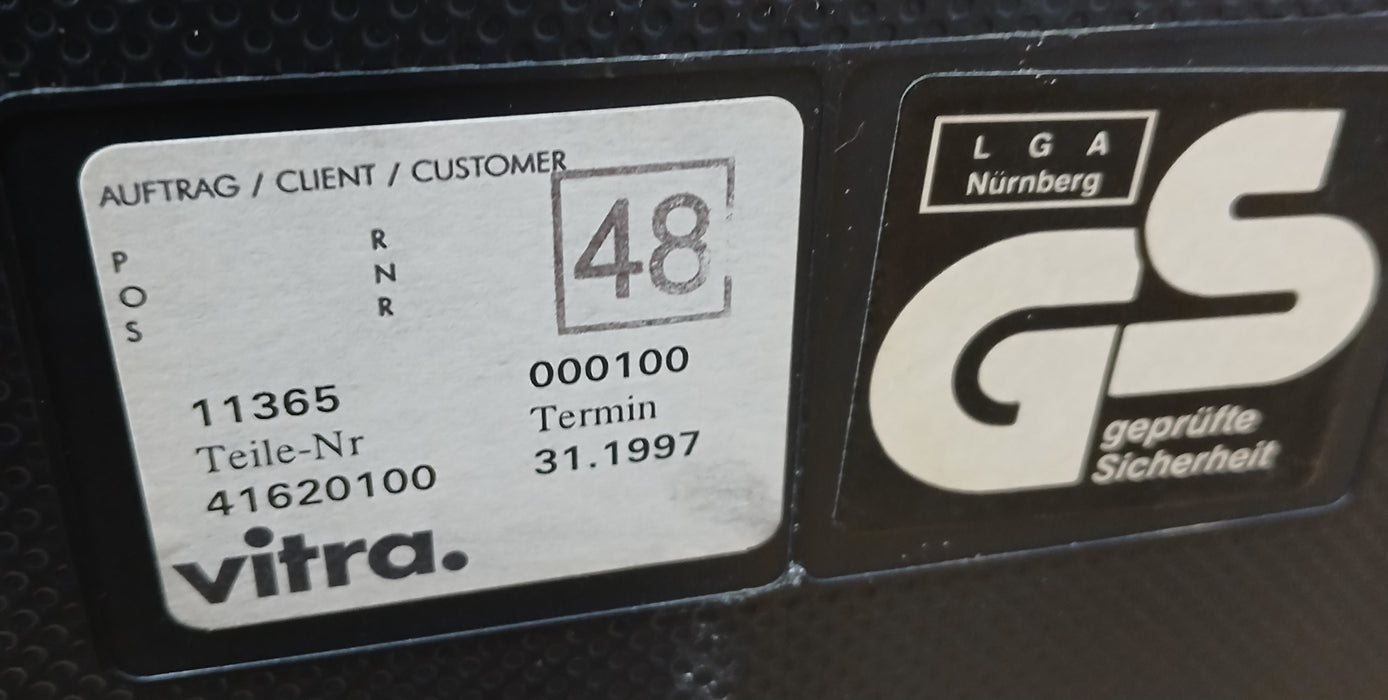 AUFTRAG / CLIENT / CUSTOMER
P
O
S
R
N
R
48
11365
Teile-Nr
41620100
000100
Termin
31.1997
vitra.
L G A
Nürnberg
GS
geprüfte
Sicherheit